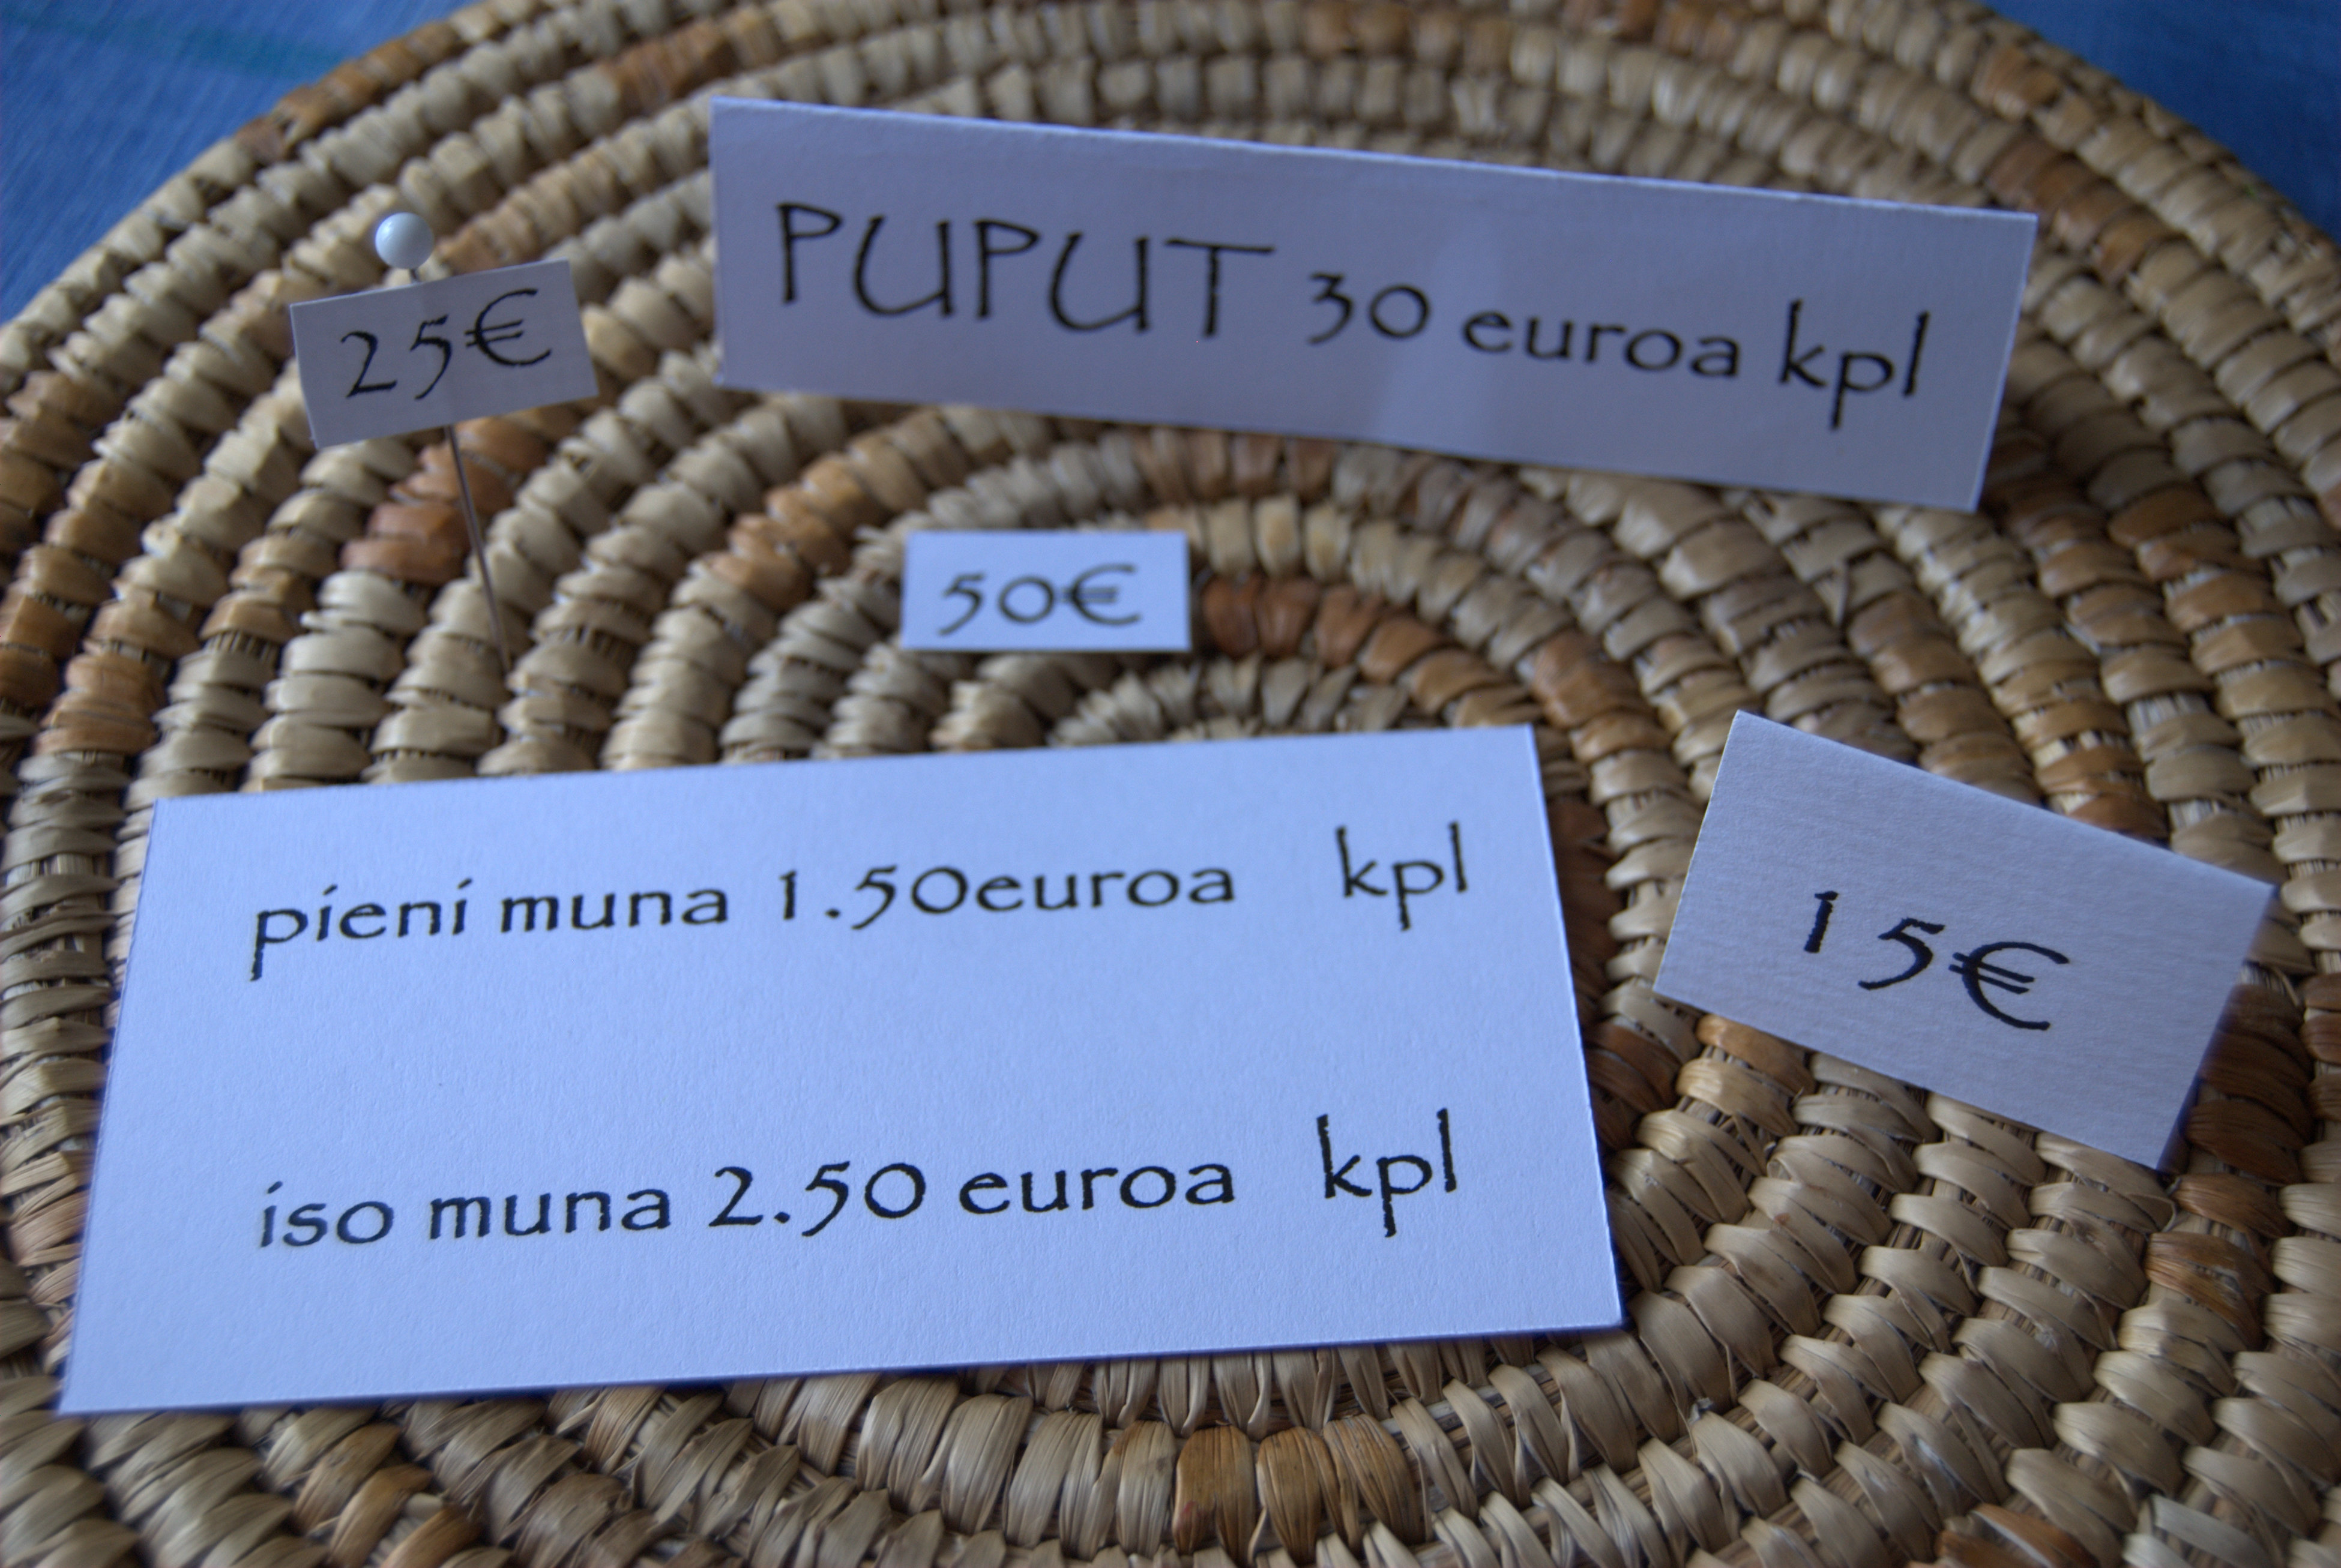 PUPUT 30 euroa kpl
25€
50€
pieni muna 1.50euroa kpl
iso muna 2.50 euroa kpl
15€